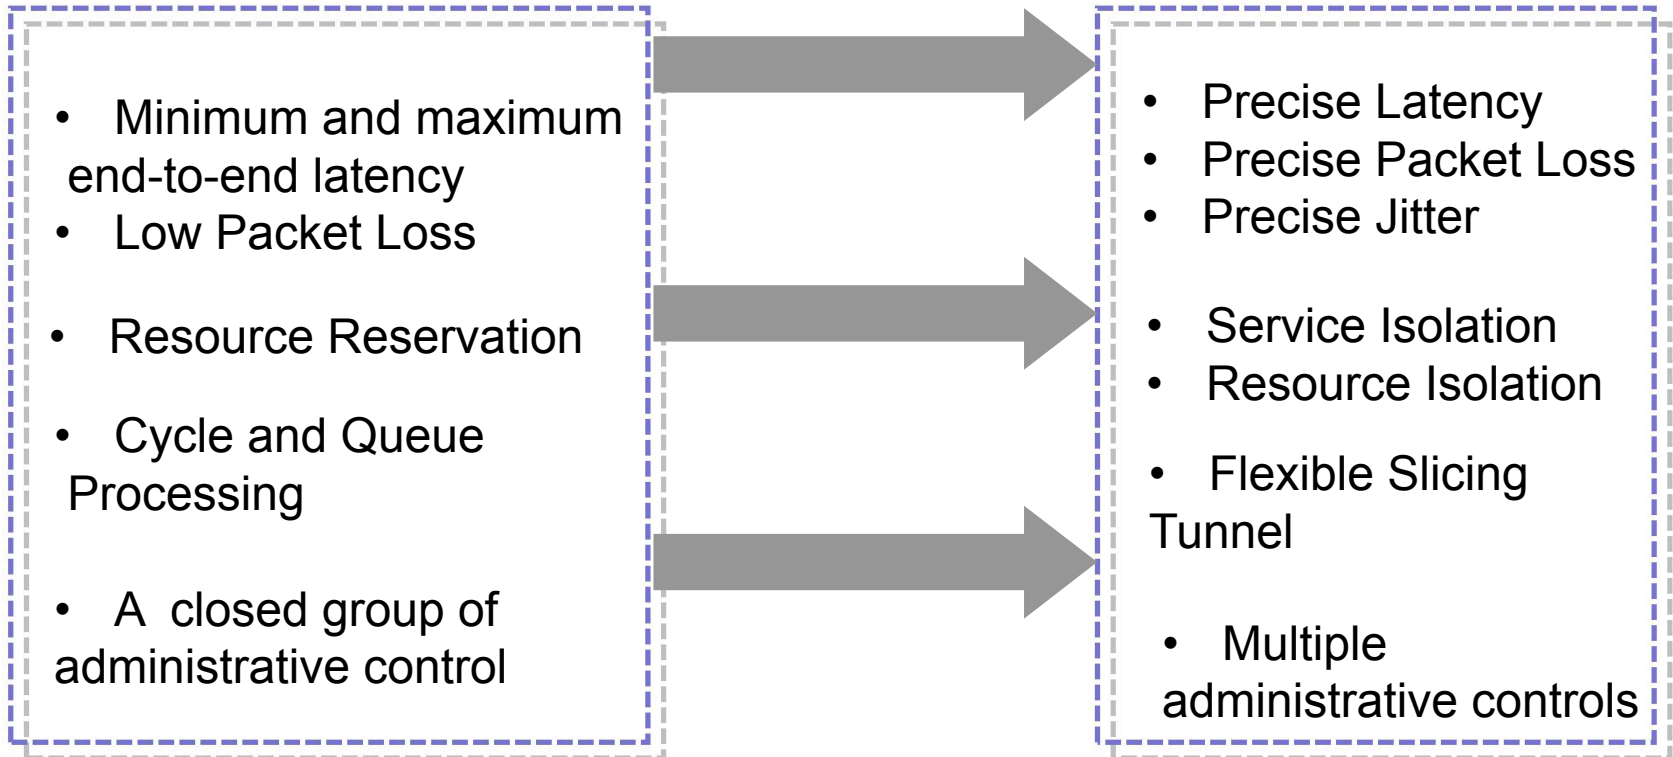 • Minimum and maximum
end-to-end latency
• Low Packet Loss
• Resource Reservation
• Cycle and Queue
Processing
• A closed group of
administrative control
• Precise Latency
• Precise Packet Loss
• Precise Jitter
• Service Isolation
• Resource Isolation
• Flexible Slicing
Tunnel
• Multiple
administrative controls